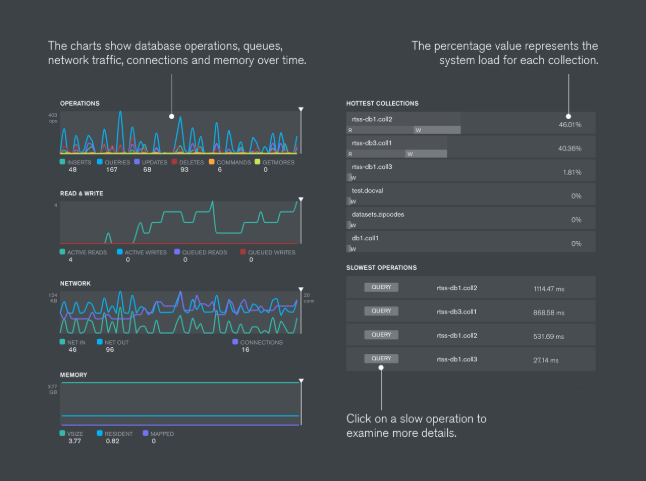 The charts show database operations, queues,
network traffic, connections and memory over time.
The percentage value represents the
system load for each collection.
OPERATIONS
403
ops
INSERTS QUERIES UPDATES DELETES COMMANDS GETMORES
48 167 68 93 6 0
READ & WRITE
4
ACTIVE READS ACTIVE WRITES QUEUED READS QUEUED WRITES
4 0 0 0
NETWORK
KB
20
conn
NET IN NET OUT CONNECTIONS
46 96 16
MEMORY
3.77
GB
VSIZE RESIDENT MAPPED
3.77 0.82 0
HOTTEST COLLECTIONS
rtss-db1.coll2 46.01%
R W
rtss-db3.coll1 40.36%
R W
rtss-db1.coll3 1.81%
W
test.docval 0%
W
datasets.zipcodes 0%
W
db1.coll1 0%
W
SLOWEST OPERATIONS
QUERY rtss-db1.coll2 1114.47 ms
QUERY rtss-db3.coll1 868.58 ms
QUERY rtss-db1.coll2 531.69 ms
QUERY rtss-db1.coll3 27.14 ms
Click on a slow operation to
examine more details.